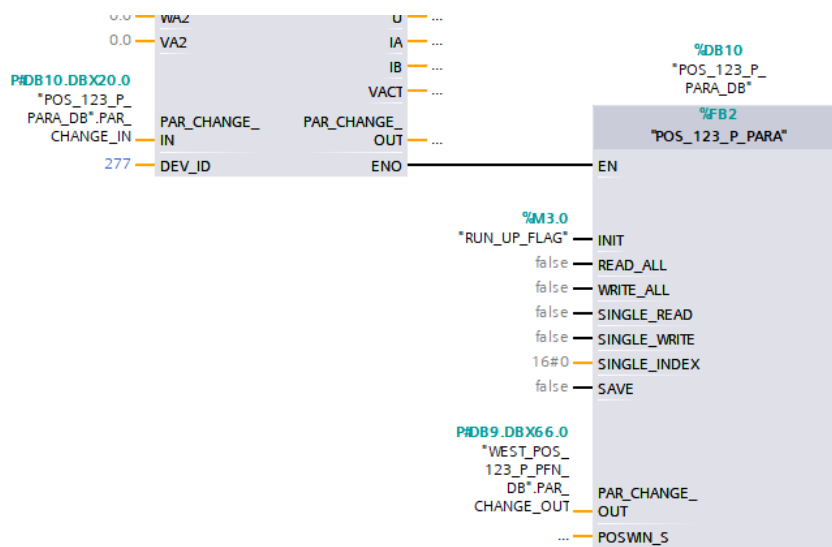 0.0 WA2 U ...
0.0 VA2 IA ...
IB ...
VACT ...
P#DB10.DBX20.0
"POS_123_P_
PARA_DB".PAR_
CHANGE_IN
PAR_CHANGE_
IN
PAR_CHANGE_
OUT ...
277 DEV_ID ENO
%DB10
"POS_123_P_
PARA_DB"
%FB2
"POS_123_P_PARA"
EN
%M3.0
"RUN_UP_FLAG" INIT
false READ_ALL
false WRITE_ALL
false SINGLE_READ
false SINGLE_WRITE
16#0 SINGLE_INDEX
false SAVE
P#DB9.DBX66.0
"WEST_POS_
123_P_PFN_
DB".PAR_
CHANGE_OUT
PAR_CHANGE_
OUT
... POSWIN_S